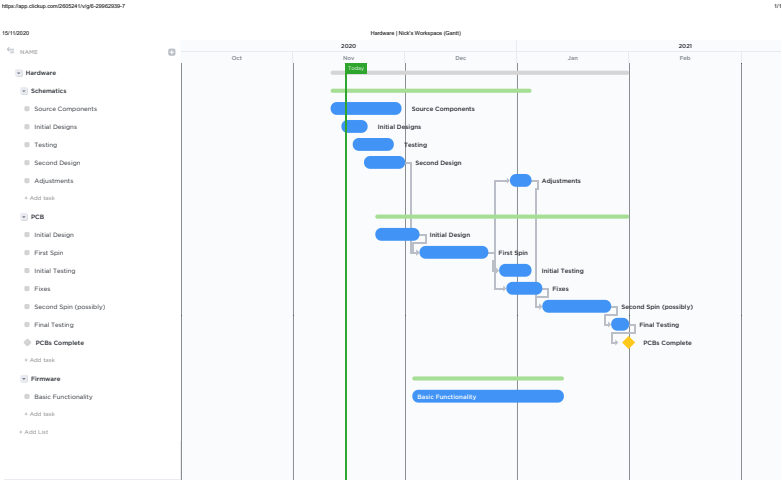 https://app.clickup.com/2605241/v/g/6-29962939-7 1/1
15/11/2020 Hardware | Nick's Workspace (Gantt)
NAME 2020 2021
Oct Nov Dec Jan Feb
Today
Hardware
Schematics
Source Components Source Components
Initial Designs Initial Designs
Testing Testing
Second Design Second Design
Adjustments Adjustments
+ Add task
PCB
Initial Design Initial Design
First Spin First Spin
Initial Testing Initial Testing
Fixes Fixes
Second Spin (possibly) Second Spin (possibly)
Final Testing Final Testing
PCBs Complete PCBs Complete
+ Add task
Firmware
Basic Functionality Basic Functionality
+ Add task
+ Add List